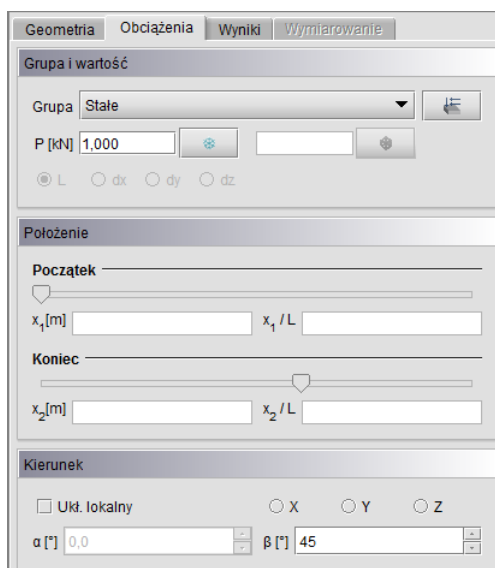 Geometria Obciążenia Wyniki Wymiarowanie
Grupa i wartość
Grupa Stałe
P [kN] 1,000
L dx dy dz
Położenie
Początek
x1[m] x1 / L
Koniec
x2[m] x2 / L
Kierunek
Ukł. lokalny X Y Z
α [°] 0,0 β [°] 45